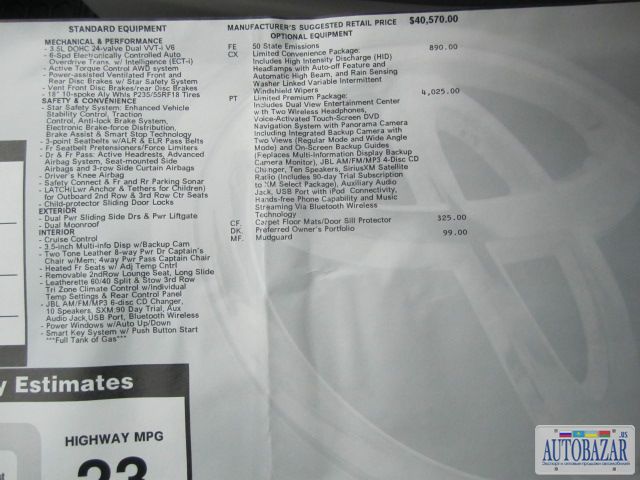 STANDARD EQUIPMENT
MECHANICAL & PERFORMANCE
- 3.5L DOHC 24-valve Dual VVT-i V6
- 6-Spd Electronically Controlled Auto
Overdrive Trans. w/ Intelligence (ECT-i)
- Active Torque Control AWD system
- Power-assisted Ventilated Front and
Rear Disc Brakes w/ Star Safety System
- Vent Front Disc Brakes/rear Disc Brakes
- 18" 10-spoke Aly Whls P235/55RF18 Tires
SAFETY & CONVENIENCE
- Star Safety System: Enhanced Vehicle
Stability Control, Traction
Control, Anti-lock Brake System,
Electronic Brake-force Distribution,
Brake Assist & Smart Stop Technology
- 3-point Seatbelts w/ALR & ELR Pass Belts
- Fr Seatbelt Pretensioners/Force Limiters
- Dr & Fr Pass: Active Headrests, Advanced
Airbag System, Seat-mounted Side
Airbags and 3-row Side Curtain Airbags
- Driver's Knee Airbag
- Safety Connect & Fr and Rr Parking Sonar
- LATCH(Lwr Anchor & Tethers for Children)
for Outboard 2nd Row & 3rd Row Ctr Seats
- Child-protector Sliding Door Locks
EXTERIOR
- Dual Pwr Sliding Side Drs & Pwr Liftgate
- Dual Moonroof
INTERIOR
- Cruise Control
- 3.5-inch Multi-info Disp w/Backup Cam
- Two Tone Leather 8-way Pwr Dr Captain's
Chair w/Mem; 4way Pwr Pass Captain Chair
- Heated Fr Seats w/ Adj Temp Cntrl
- Removable 2ndRow Lounge Seat, Long Slide
- Leatherette 60/40 Split & Stow 3rd Row
- Tri Zone Climate Control w/Individual
Temp Settings & Rear Control Panel
- JBL AM/FM/MP3 6-disc CD Changer,
10 Speakers, SXM 90 Day Trial, Aux
Audio Jack,USB Port, Bluetooth Wireless
- Power Windows w/Auto Up/Down
- Smart Key System w/ Push Button Start
***Full Tank of Gas***
MANUFACTURER'S SUGGESTED RETAIL PRICE $40,570.00
OPTIONAL EQUIPMENT
FE 50 State Emissions
CX Limited Convenience Package: 890.00
Includes High Intensity Discharge (HID)
Headlamps with Auto-off Feature and
Automatic High Beam, and Rain Sensing
Washer Linked Variable Intermittent
Windshield Wipers
PT Limited Premium Package: 4,025.00
Includes Dual View Entertainment Center
with Two Wireless Headphones,
Voice-Activated Touch-Screen DVD
Navigation System with Panorama Camera
Including Integrated Backup Camera with
Two Views (Regular Mode and Wide Angle
Mode) and On-Screen Backup Guides
(Feplaces Multi-Information Display Backup
Camera Monitor), JBL AM/FM/MP3 4-Disc CD
Changer, Ten Speakers, SiriusXM Satellite
Radio (Includes 90-day Trial Subscription
to XM Select Package), Auxiliary Audio
Jack, USB Port with iPod Connectivity,
Hands-free Phone Capability and Music
Streaming Via Bluetooth Wireless
Technology
CF. Carpet Floor Mats/Door Sill Protector 325.00
DK. Preferred Owner's Portfolio
MF. Mudguard 99.00
y Estimates
HIGHWAY MPG
23
AUTOBAZAR.us